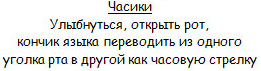 Часики
Улыбнуться, открыть рот,
кончик языка переводить из одного
уголка рта в другой как часовую стрелку